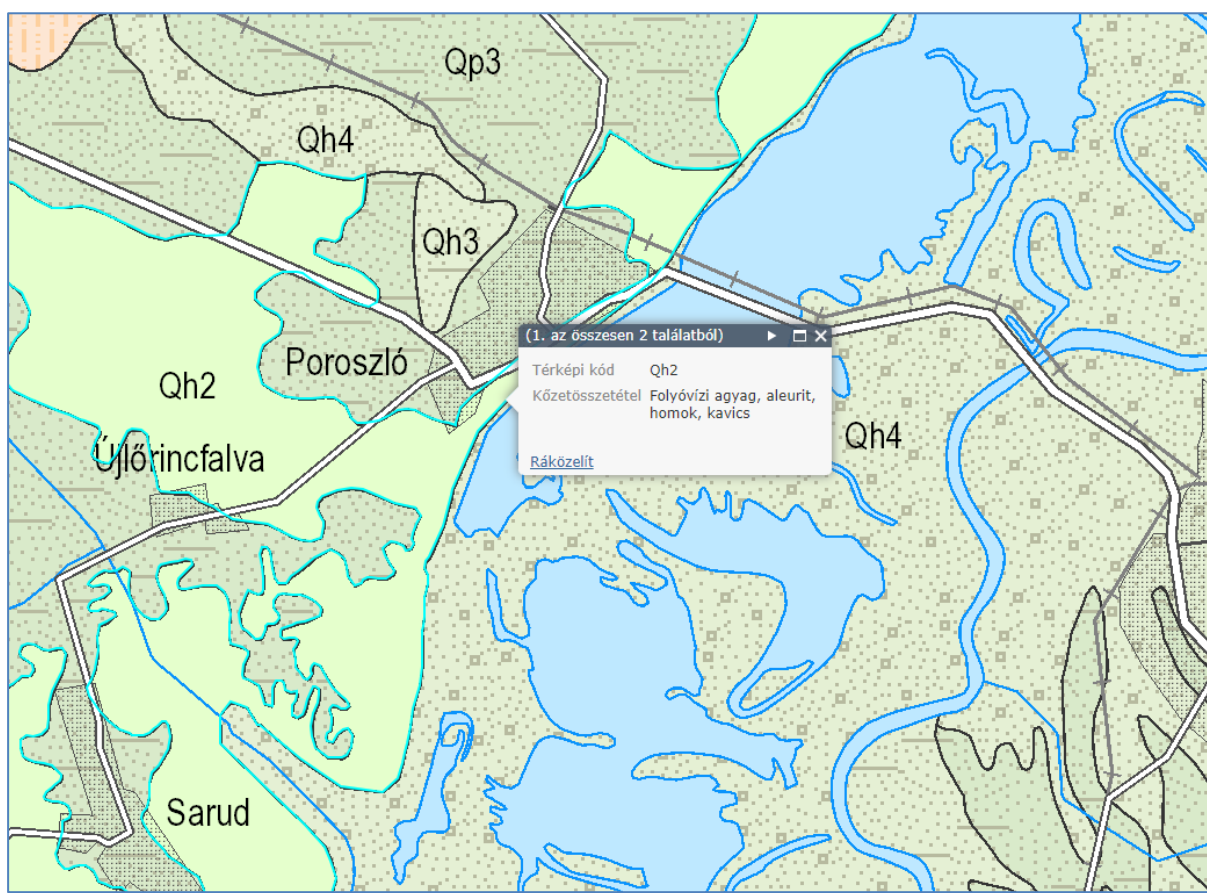 Qp3
Qh4
Qh3
(1. az összesen 2 találatból)
Poroszló
Térképi kód Qh2
Qh2
Kőzetösszetétel Folyóvízi agyag, aleurit,
homok, kavics
Qh4
Újlőrincfalva
Ráközelít
Sarud